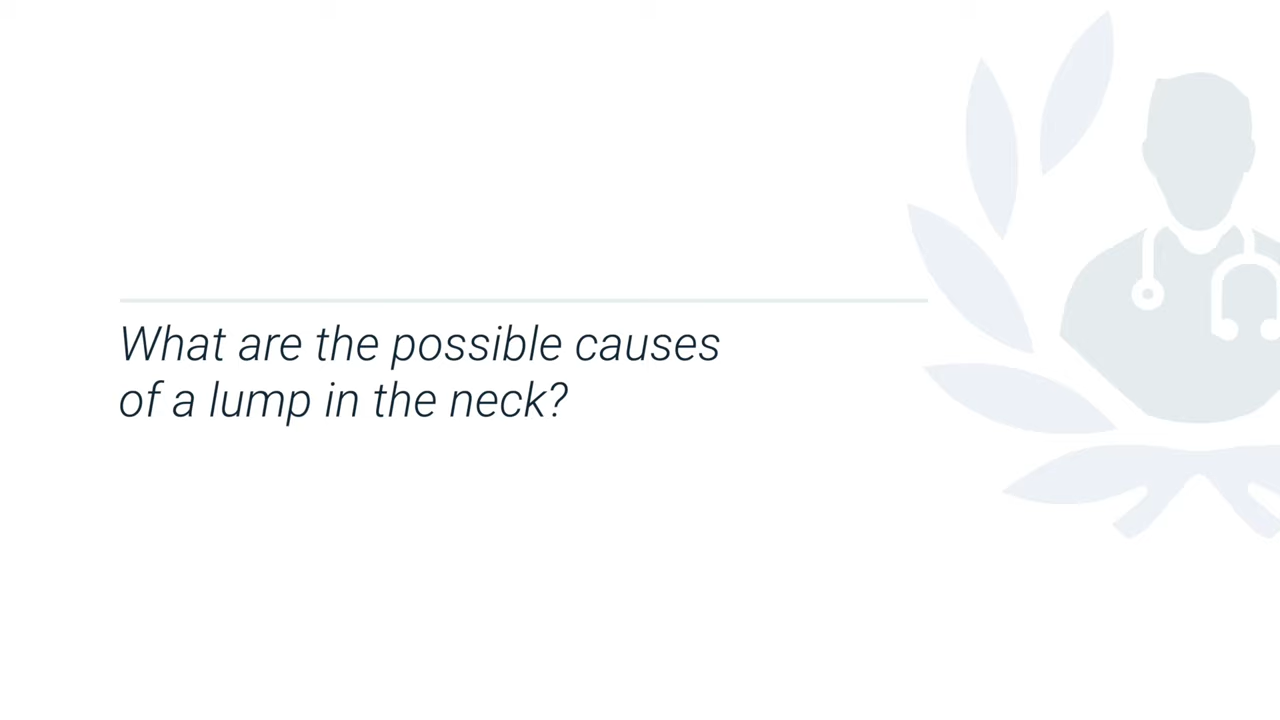 What are the possible causes
of a lump in the neck?